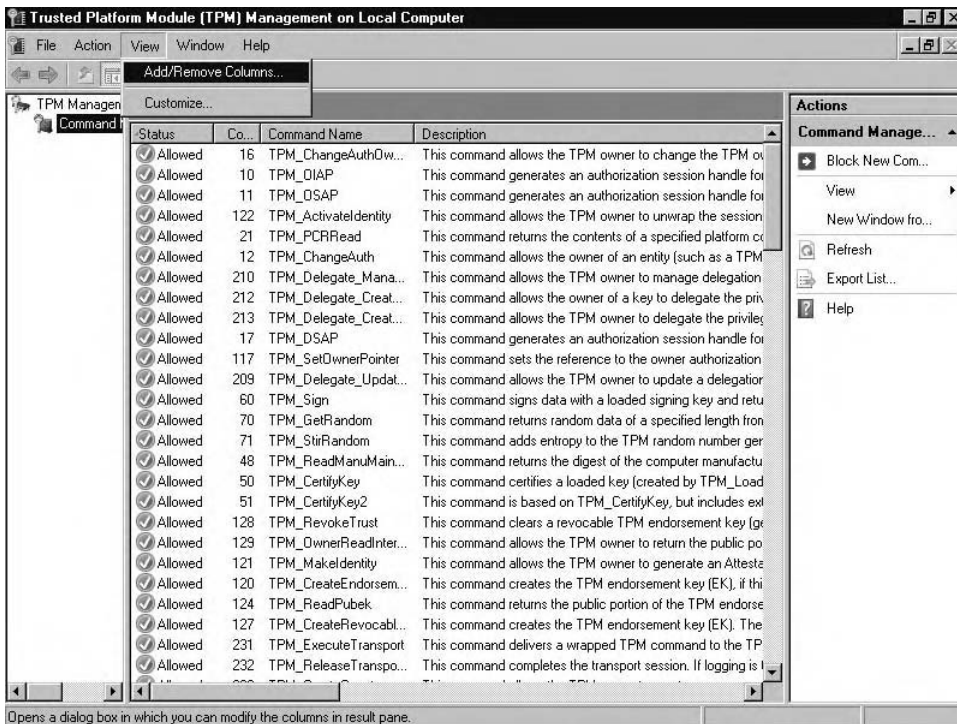 Trusted Platform Module (TPM) Management on Local Computer
File Action View Window Help
Add/Remove Columns...
Customize...
TPM Managen
Command
Status Co... Command Name Description
Allowed 16 TPM_ChangeAuthOw... This command allows the TPM owner to change the TPM
Allowed 10 TPM_OIAP This command generates an authorization session handle for
Allowed 11 TPM_OSAP This command generates an authorization session handle for
Allowed 122 TPM_ActivateIdentity This command allows the TPM owner to unwrap the session
Allowed 21 TPM_PCRRead This command returns the contents of a specified platform
Allowed 12 TPM_ChangeAuth This command allows the owner of an entity (such as a TPM
Allowed 210 TPM_Delegate_Mana... This command allows the TPM owner to manage delegation
Allowed 212 TPM_Delegate_Creat... This command allows the owner of a key to delegate the priv
Allowed 213 TPM_Delegate_Creat... This command allows the TPM owner to delegate the privileg
Allowed 17 TPM_DSAP This command generates an authorization session handle for
Allowed 117 TPM_SetOwnerPointer This command sets the reference to the owner authorization
Allowed 209 TPM_Delegate_Updat... This command allows the TPM owner to update a delegation
Allowed 60 TPM_Sign This command signs data with a loaded signing key and retu
Allowed 70 TPM_GetRandom This command returns random data of a specified length from
Allowed 71 TPM_StirRandom This command adds entropy to the TPM random number ger
Allowed 48 TPM_ReadManuMain... This command returns the digest of the computer manufactu
Allowed 50 TPM_CertifyKey This command certifies a loaded key (created by TPM_Load
Allowed 51 TPM_CertifyKey2 This command is based on TPM_CertifyKey, but includes ext
Allowed 128 TPM_RevokeTrust This command clears a revocable TPM endorsement key (ge
Allowed 129 TPM_OwnerReadInter... This command allows the TPM owner to return the public po
Allowed 121 TPM_MakeIdentity This command allows the TPM owner to generate an Attesta
Allowed 120 TPM_CreateEndorsem... This command creates the TPM endorsement key (EK), if thi
Allowed 124 TPM_ReadPubek This command returns the public portion of the TPM endorse
Allowed 127 TPM_CreateRevocabl... This command creates the TPM endorsement key (EK). The
Allowed 231 TPM_ExecuteTransport This command delivers a wrapped TPM command to the TP
Allowed 232 TPM_ReleaseTranspo... This command completes the transport session. If logging is
Actions
Command Manage...
Block New Com...
View
New Window fro...
Refresh
Export List...
Help
Opens a dialog box in which you can modify the columns in result pane.